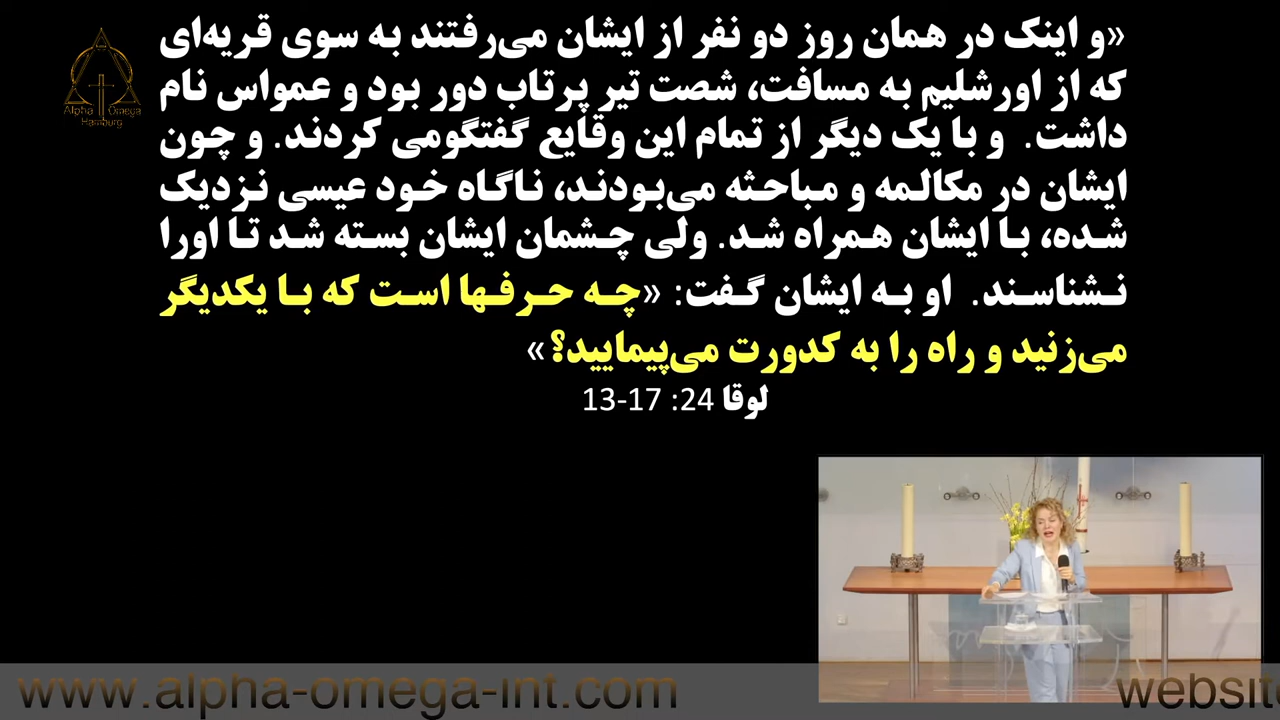 Alpha Omega
Hamburg
«و اینک در همان روز دو نفر از ایشان می‌رفتند به سوی قریه‌ای
که از اورشلیم به مسافت، شصت تیر پرتاب دور بود و عمواس نام
داشت. و با یک دیگر از تمام این وقایع گفتگومی کردند. و چون
ایشان در مکالمه و مباحثه می‌بودند، ناگاه خود عیسی نزدیک
شده، با ایشان همراه شد. ولی چشمان ایشان بسته شد تا اورا
نشناسند. او به ایشان گفت: «چه حرفها است که با یکدیگر
می‌زنید و راه را به کدورت می‌پیمایید؟»
لوقا 24: 17-13
www.alpha-omega-int.com
websit